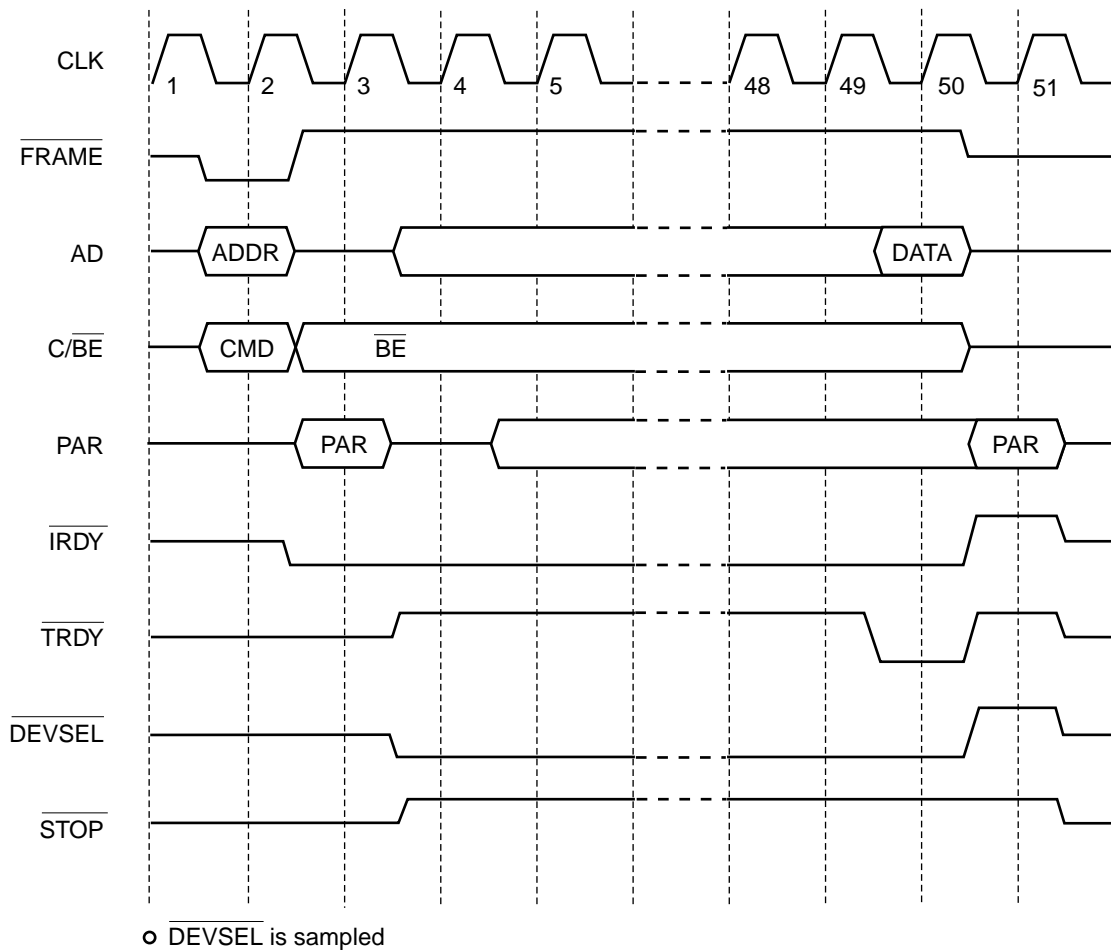 CLK
1 2 3 4 5 48 49 50 51
FRAME
AD ADDR DATA
C/BE CMD BE
PAR PAR PAR
IRDY
TRDY
DEVSEL
STOP
DEVSEL is sampled